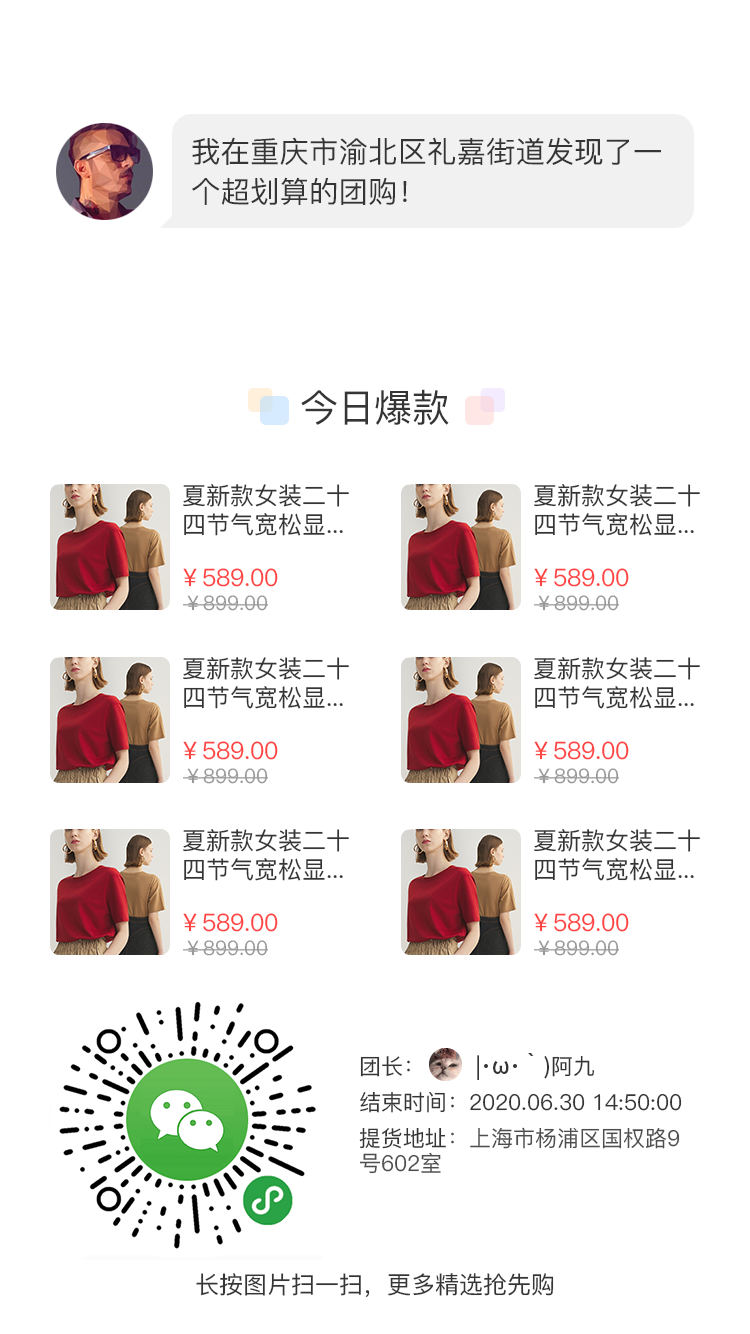 我在重庆市渝北区礼嘉街道发现了一
个超划算的团购！
今日爆款
夏新款女装二十
四节气宽松显...
￥589.00
￥899.00
夏新款女装二十
四节气宽松显...
￥589.00
￥899.00
夏新款女装二十
四节气宽松显...
￥589.00
￥899.00
夏新款女装二十
四节气宽松显...
￥589.00
￥899.00
夏新款女装二十
四节气宽松显...
￥589.00
￥899.00
夏新款女装二十
四节气宽松显...
￥589.00
￥899.00
团长： |·ω·｀)阿九
结束时间：2020.06.30 14:50:00
提货地址：上海市杨浦区国权路9
号602室
长按图片扫一扫，更多精选抢先购